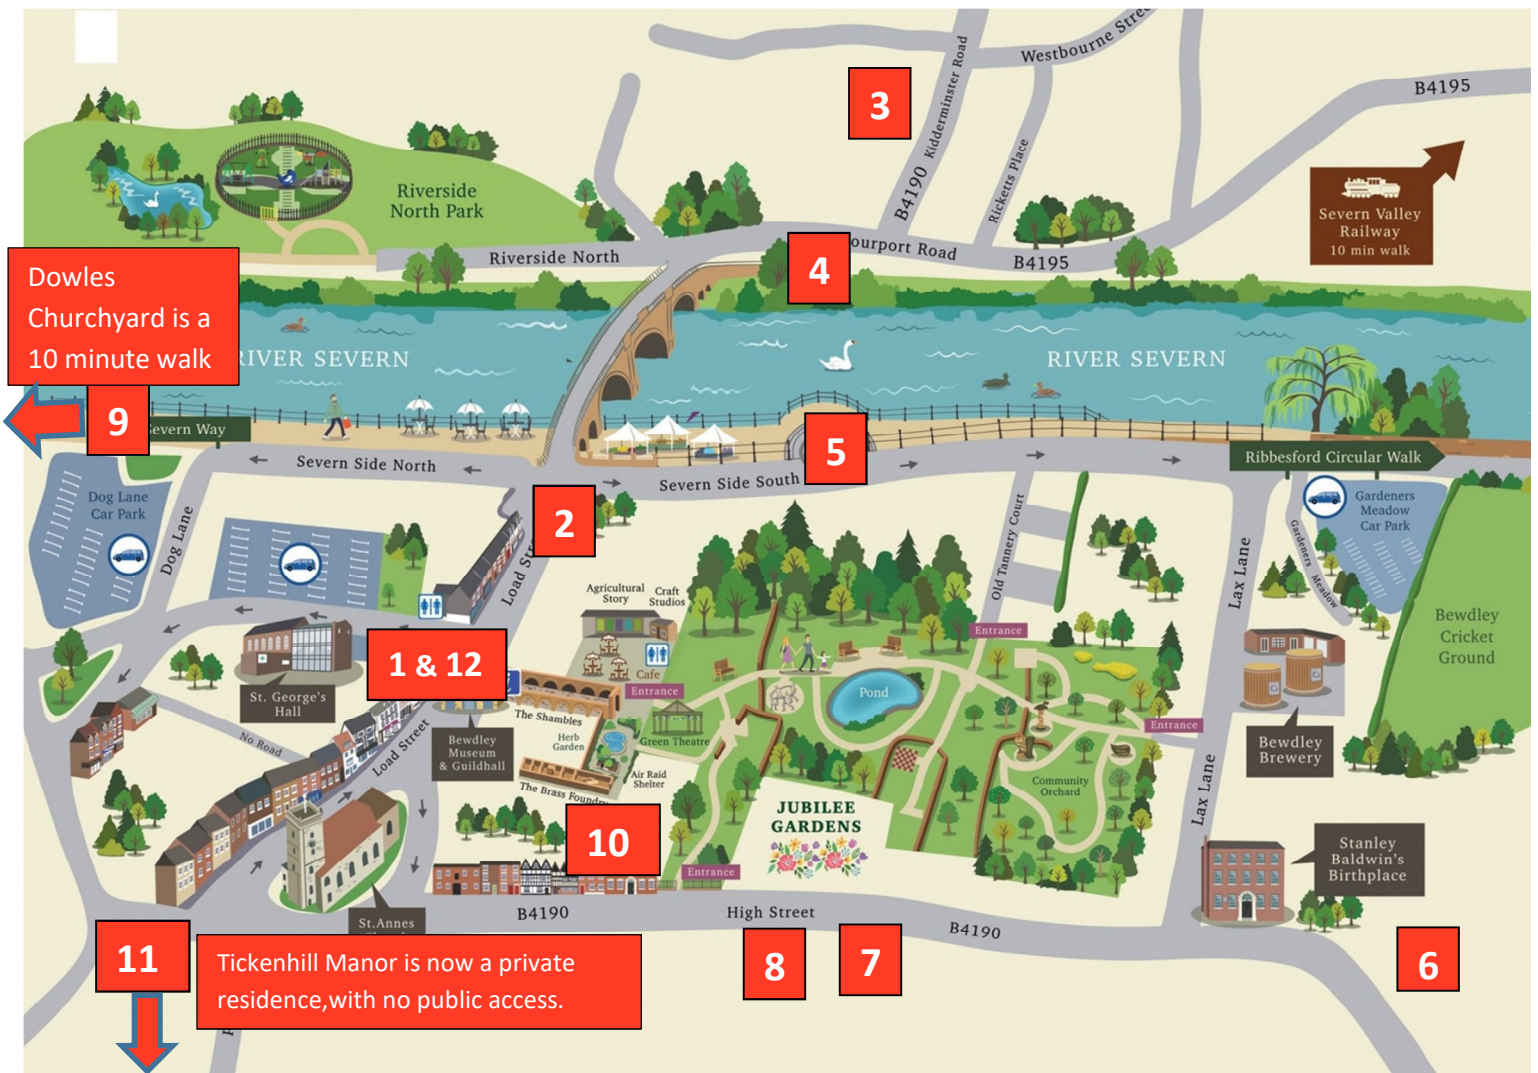 3
B4190 Kidderminster Road
Westbourne Street
Ricketts Place
B4195
Severn Valley
Railway
10 min walk
Riverside
North Park
Riverside North
4
ourport Road
B4195
Dowles
Churchyard is a
10 minute walk
RIVER SEVERN
RIVER SEVERN
9
Severn Way
5
Severn Side North
Severn Side South
Ribbesford Circular Walk
Dog Lane
Car Park
Dog Lane
2
Load Stre
Old Tannery Court
Lax Lane
Gardeners
Meadow
Car Park
Gardeners Meadow
Agricultural
Story
Craft
Studios
Cafe
Entrance
Entrance
Entrance
Bewdley
Cricket
Ground
St. George's
Hall
1 & 12
No Road
Load Street
Bewdley
Museum
& Guildhall
The Shambles
Herb
Garden
Green Theatre
Air Raid
Shelter
The Brass Foundry
Pond
Community
Orchard
Bewdley
Brewery
Lax Lane
JUBILEE
GARDENS
10
Entrance
Stanley
Baldwin's
Birthplace
St.Annes
B4190
High Street
B4190
11
Tickenhill Manor is now a private
residence,with no public access.
8
7
6